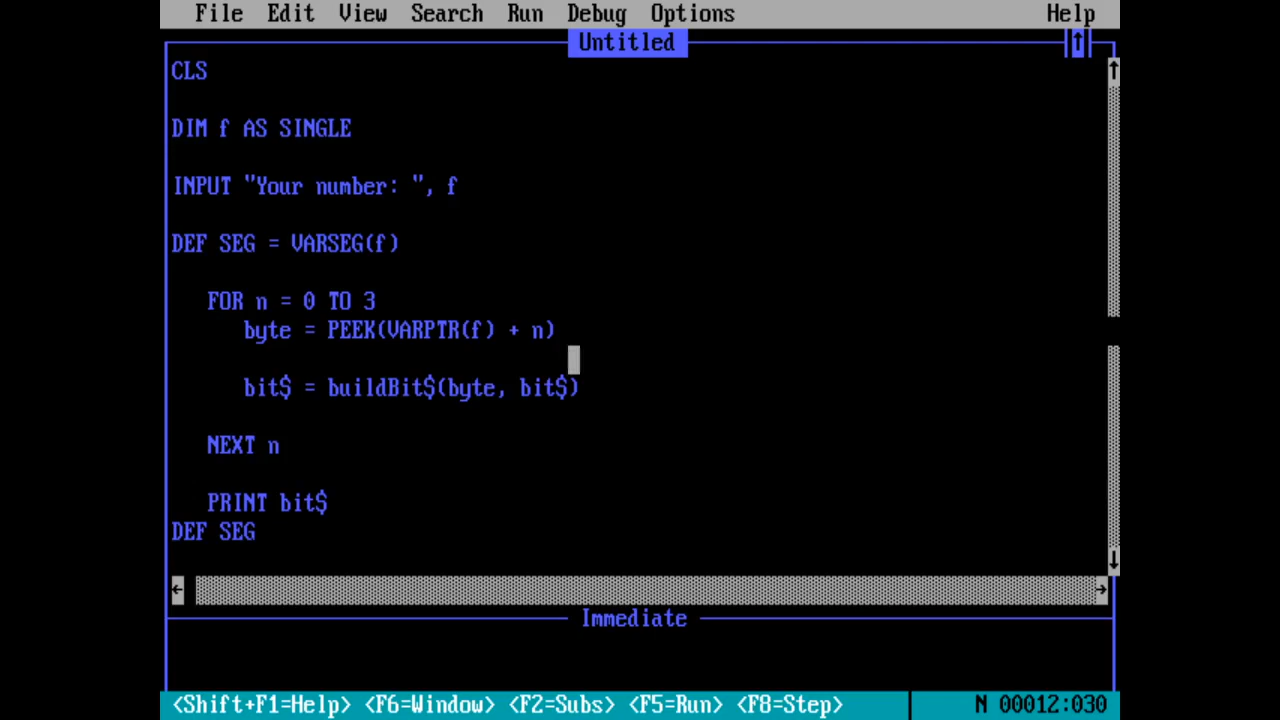 File Edit View Search Run Debug Options Help
Untitled
CLS
DIM f AS SINGLE
INPUT "Your number: ", f
DEF SEG = VARSEG(f)
FOR n = 0 TO 3
byte = PEEK(VARPTR(f) + n)
bit$ = buildBit$(byte, bit$)
NEXT n
PRINT bit$
DEF SEG
Immediate
<Shift+F1=Help> <F6=Window> <F2=Subs> <F5=Run> <F8=Step> N 00012:030